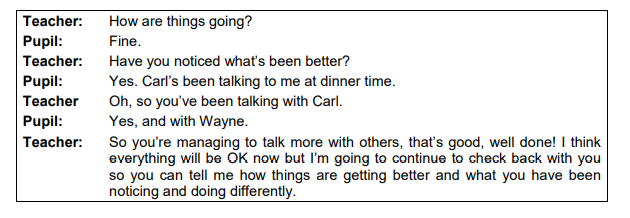 Teacher: How are things going?
Pupil: Fine.
Teacher: Have you noticed what's been better?
Pupil: Yes. Carl's been talking to me at dinner time.
Teacher Oh, so you've been talking with Carl.
Pupil: Yes, and with Wayne.
Teacher: So you're managing to talk more with others, that's good, well done! I think
everything will be OK now but I'm going to continue to check back with you
so you can tell me how things are getting better and what you have been
noticing and doing differently.